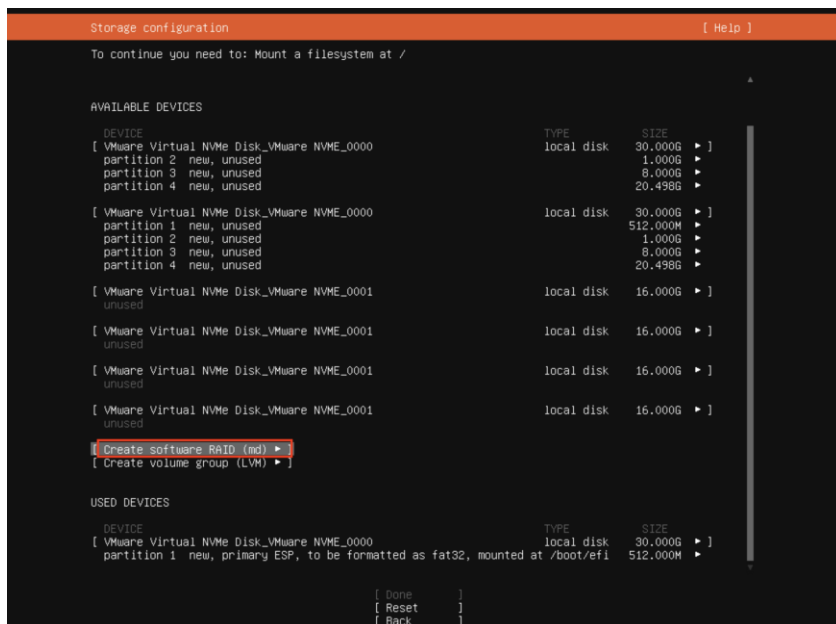 Storage configuration [ Help ]
To continue you need to: Mount a filesystem at /
▲
AVAILABLE DEVICES
DEVICE TYPE SIZE
[ VMware Virtual NVMe Disk_VMware NVME_0000 local disk 30.000G ▸ ]
partition 2 new, unused 1.000G ▸
partition 3 new, unused 8.000G ▸
partition 4 new, unused 20.498G ▸
[ VMware Virtual NVMe Disk_VMware NVME_0000 local disk 30.000G ▸ ]
partition 1 new, unused 512.000M ▸
partition 2 new, unused 1.000G ▸
partition 3 new, unused 8.000G ▸
partition 4 new, unused 20.498G ▸
[ VMware Virtual NVMe Disk_VMware NVME_0001 local disk 16.000G ▸ ]
unused
[ VMware Virtual NVMe Disk_VMware NVME_0001 local disk 16.000G ▸ ]
unused
[ VMware Virtual NVMe Disk_VMware NVME_0001 local disk 16.000G ▸ ]
unused
[ VMware Virtual NVMe Disk_VMware NVME_0001 local disk 16.000G ▸ ]
unused
[ Create software RAID (md) ▸ ]
[ Create volume group (LVM) ▸ ]
USED DEVICES
DEVICE TYPE SIZE
[ VMware Virtual NVMe Disk_VMware NVME_0000 local disk 30.000G ▸ ]
partition 1 new, primary ESP, to be formatted as fat32, mounted at /boot/efi 512.000M ▸
▼
[ Done ]
[ Reset ]
[ Back ]